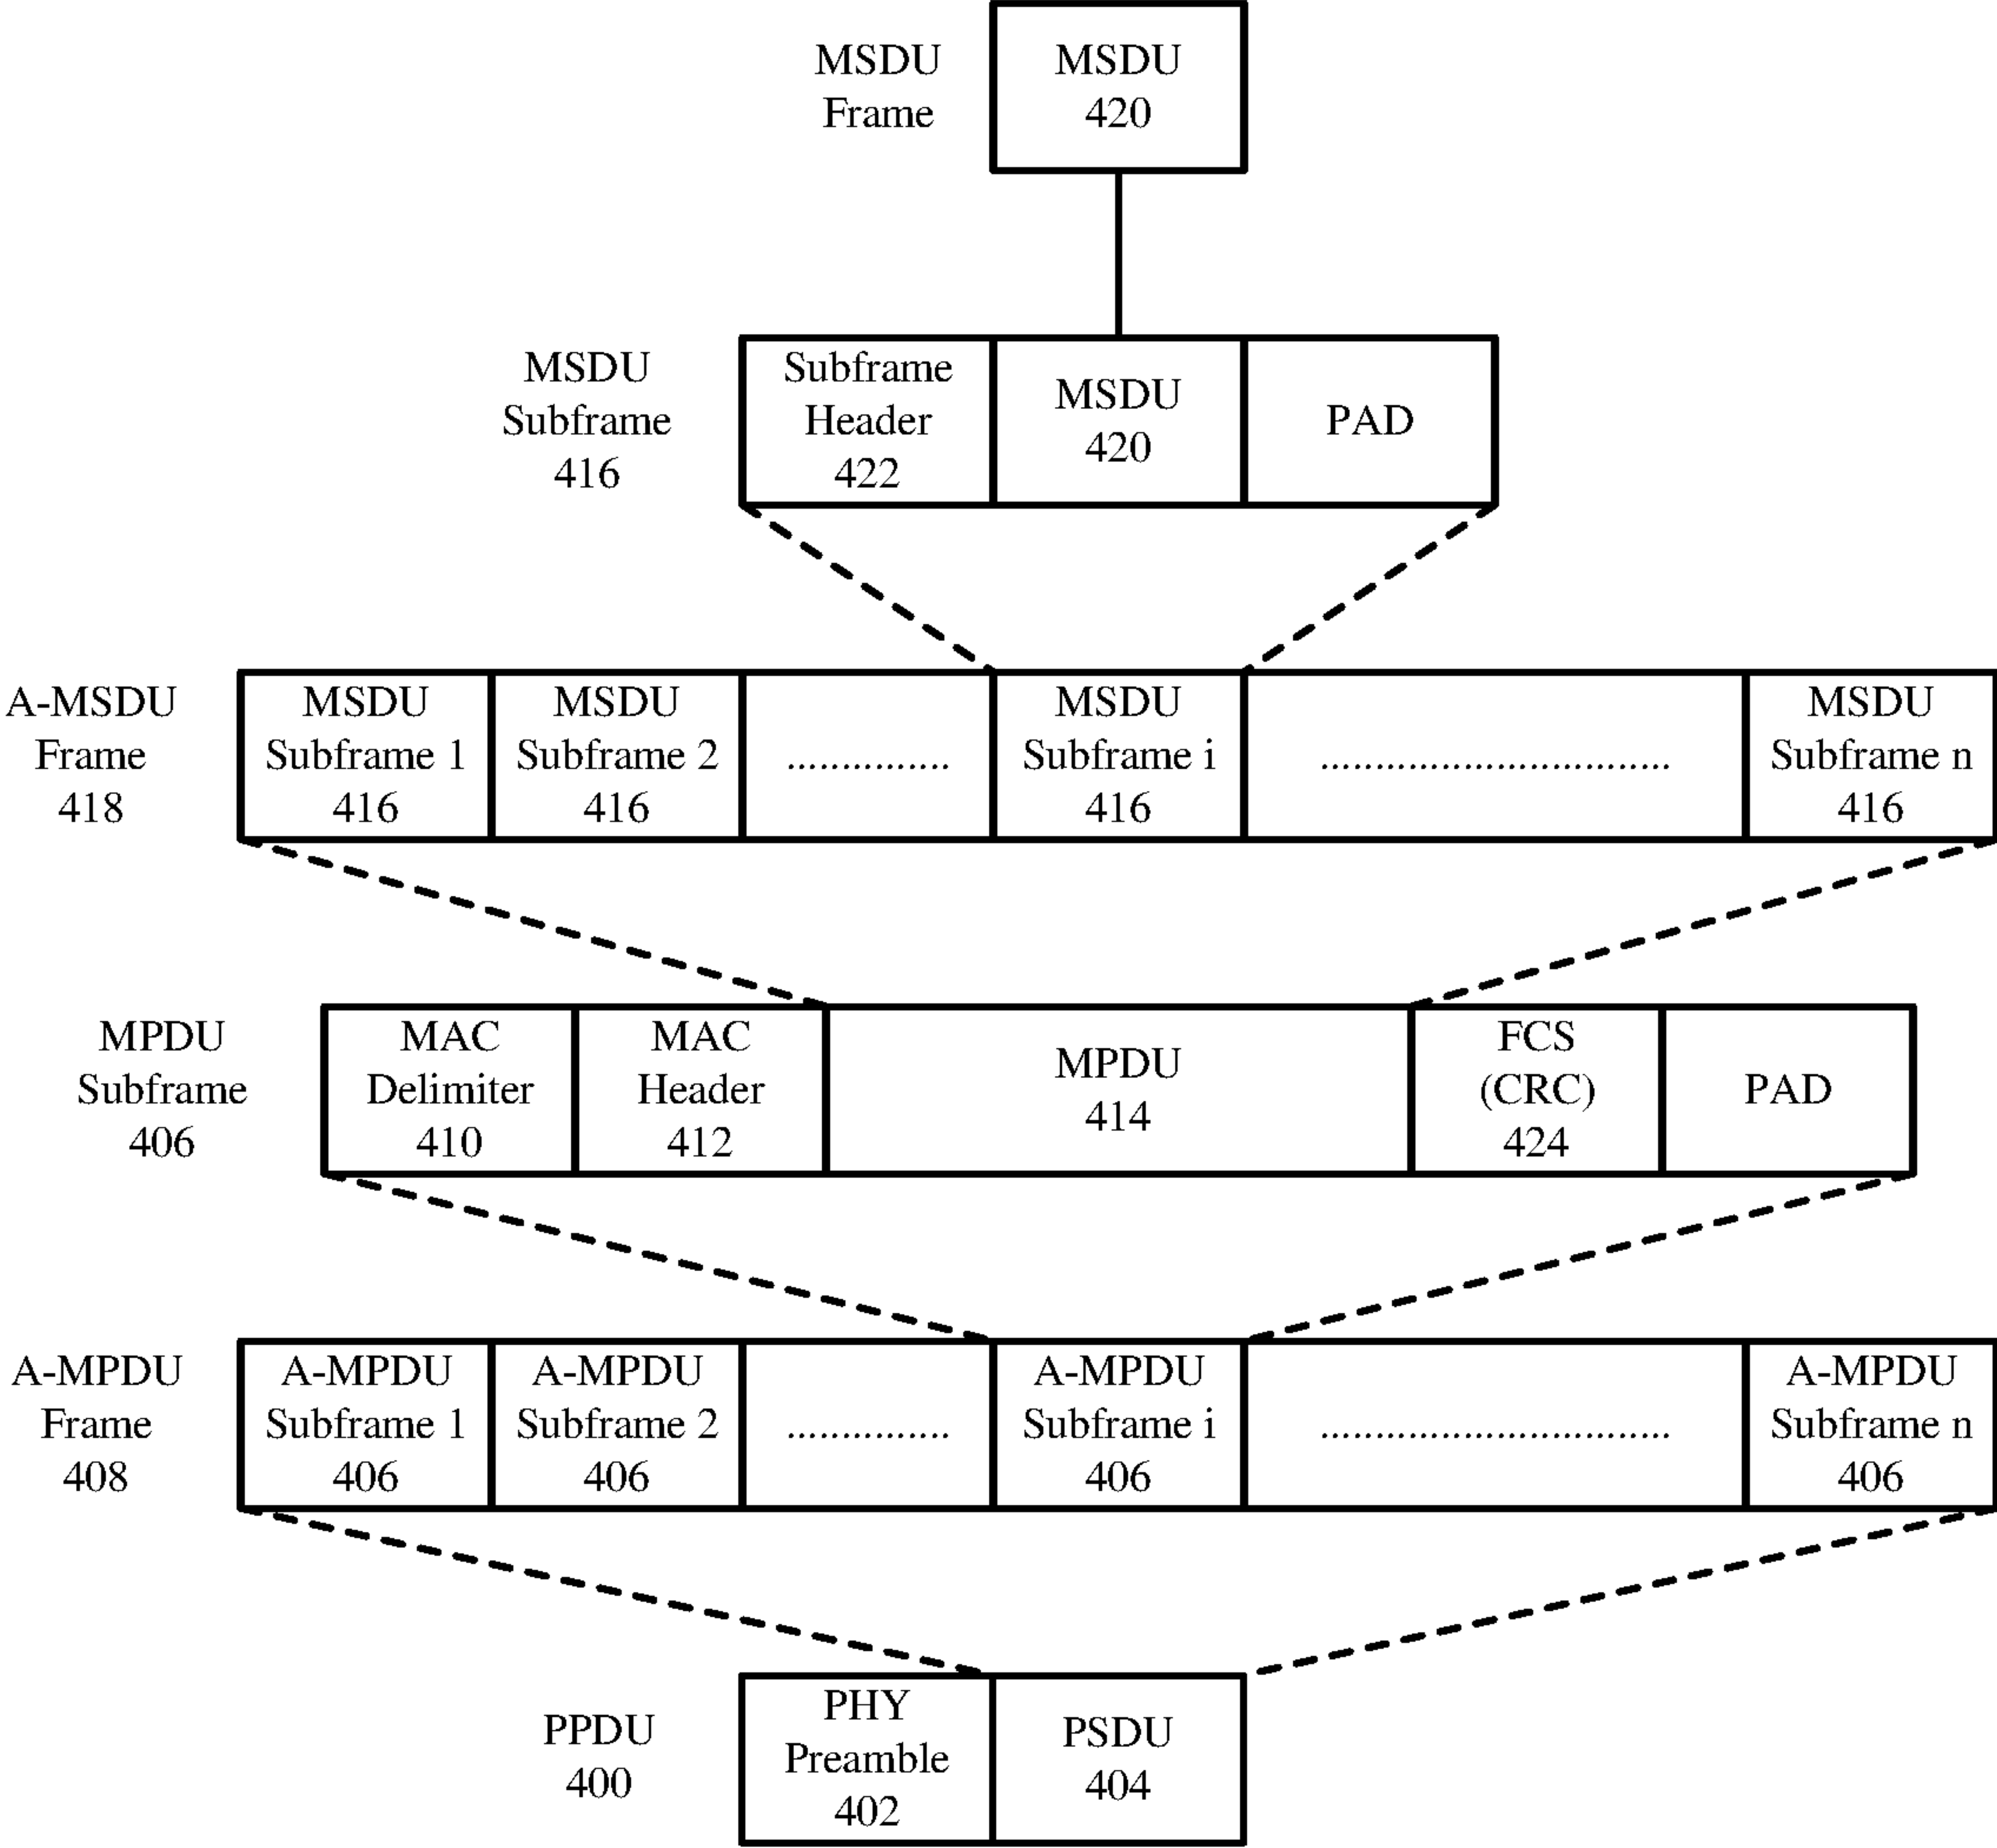 MSDU
Frame
MSDU
420
MSDU
Subframe
416
Subframe
Header
422
MSDU
420
PAD
A-MSDU
Frame
418
MSDU
Subframe 1
416
MSDU
Subframe 2
416
...............
MSDU
Subframe i
416
................................
MSDU
Subframe n
416
MPDU
Subframe
406
MAC
Delimiter
410
MAC
Header
412
MPDU
414
FCS
(CRC)
424
PAD
A-MPDU
Frame
408
A-MPDU
Subframe 1
406
A-MPDU
Subframe 2
406
...............
A-MPDU
Subframe i
406
................................
A-MPDU
Subframe n
406
PPDU
400
PHY
Preamble
402
PSDU
404